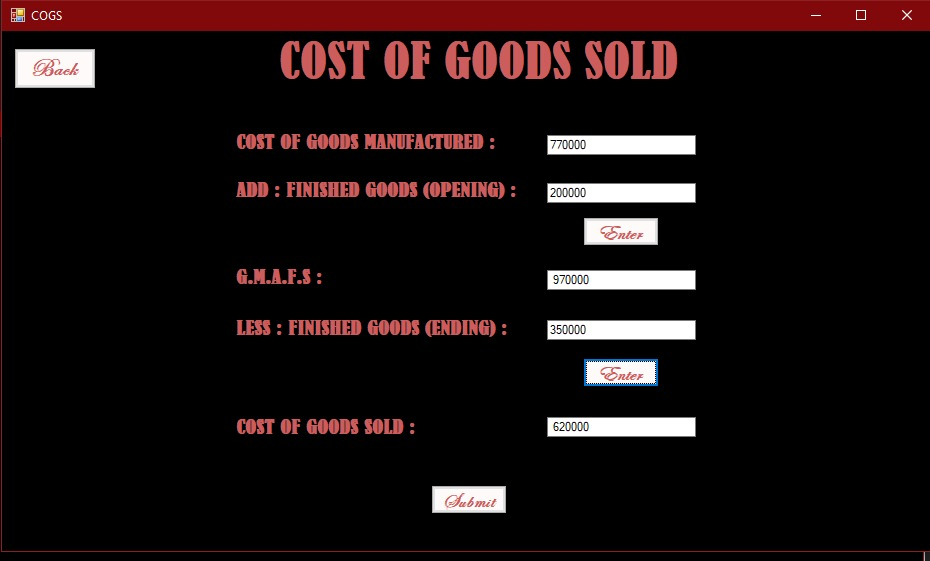 COGS
Back
COST OF GOODS SOLD
COST OF GOODS MANUFACTURED : 770000
ADD : FINISHED GOODS (OPENING) : 200000
Enter
G.M.A.F.S : 970000
LESS : FINISHED GOODS (ENDING) : 350000
Enter
COST OF GOODS SOLD : 620000
Submit